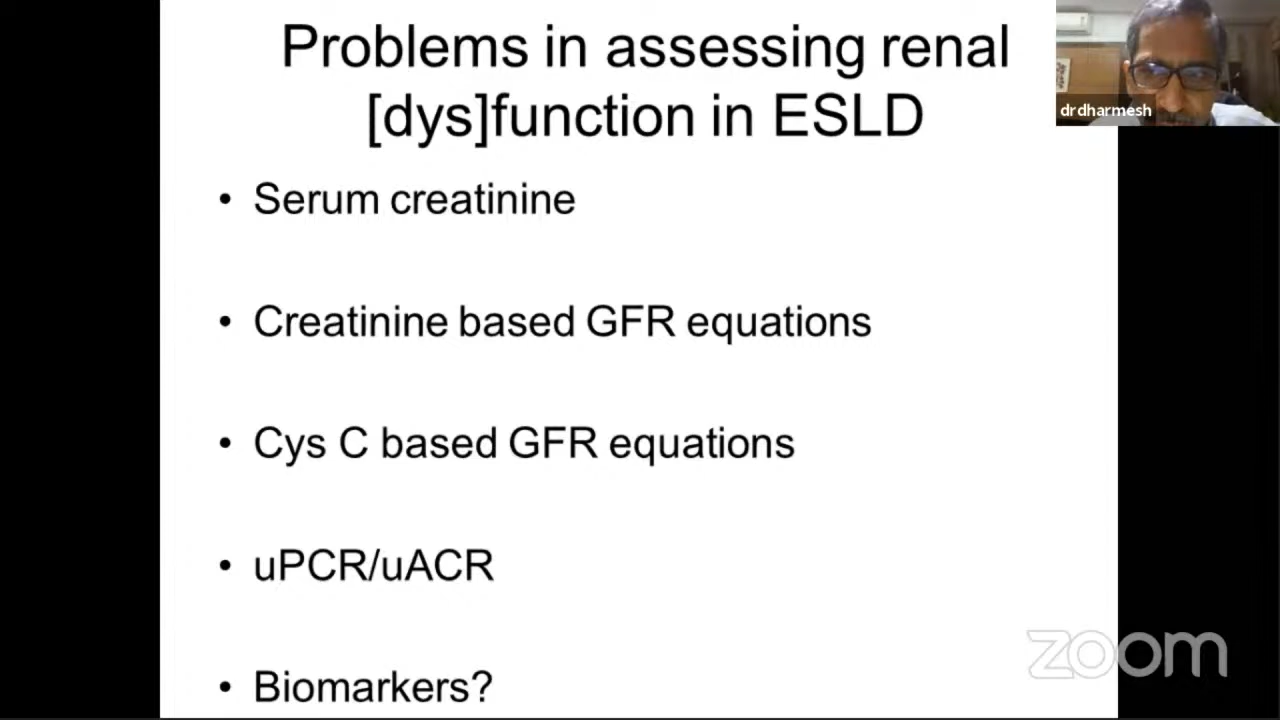 Problems in assessing renal
[dys]function in ESLD
drdharmesh
• Serum creatinine
• Creatinine based GFR equations
• Cys C based GFR equations
• uPCR/uACR
• Biomarkers?
zoom